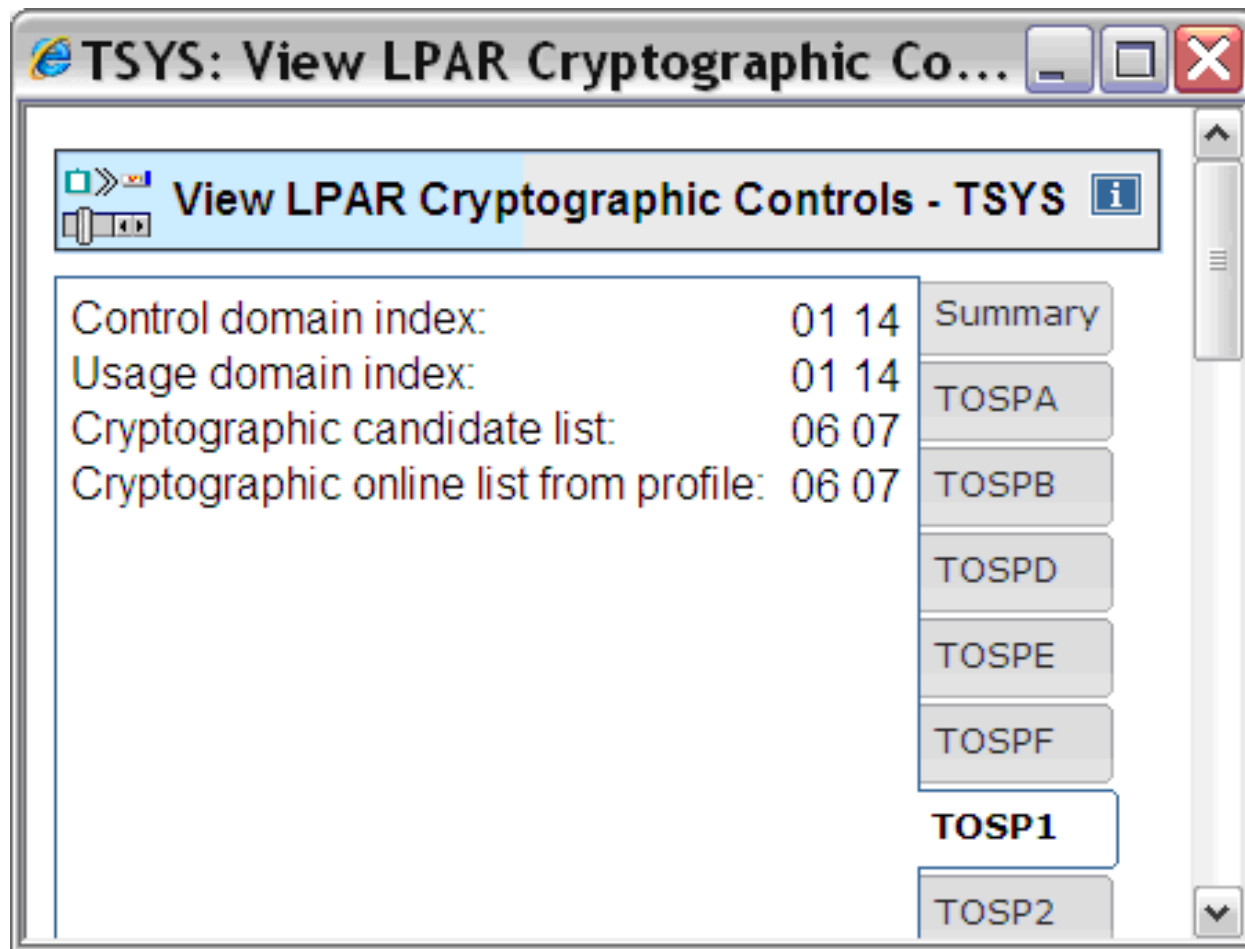 TSYS: View LPAR Cryptographic Co...
View LPAR Cryptographic Controls - TSYS i
Control domain index: 01 14
Usage domain index: 01 14
Cryptographic candidate list: 06 07
Cryptographic online list from profile: 06 07
Summary
TOSPA
TOSPB
TOSPD
TOSPE
TOSPF
TOSP1
TOSP2